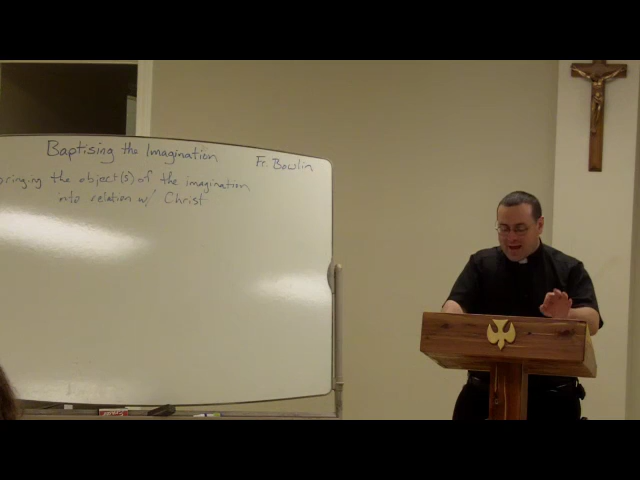 Baptising the Imagination
Fr. Bowlin
bringing the object(s) of the imagination
into relation w/ Christ